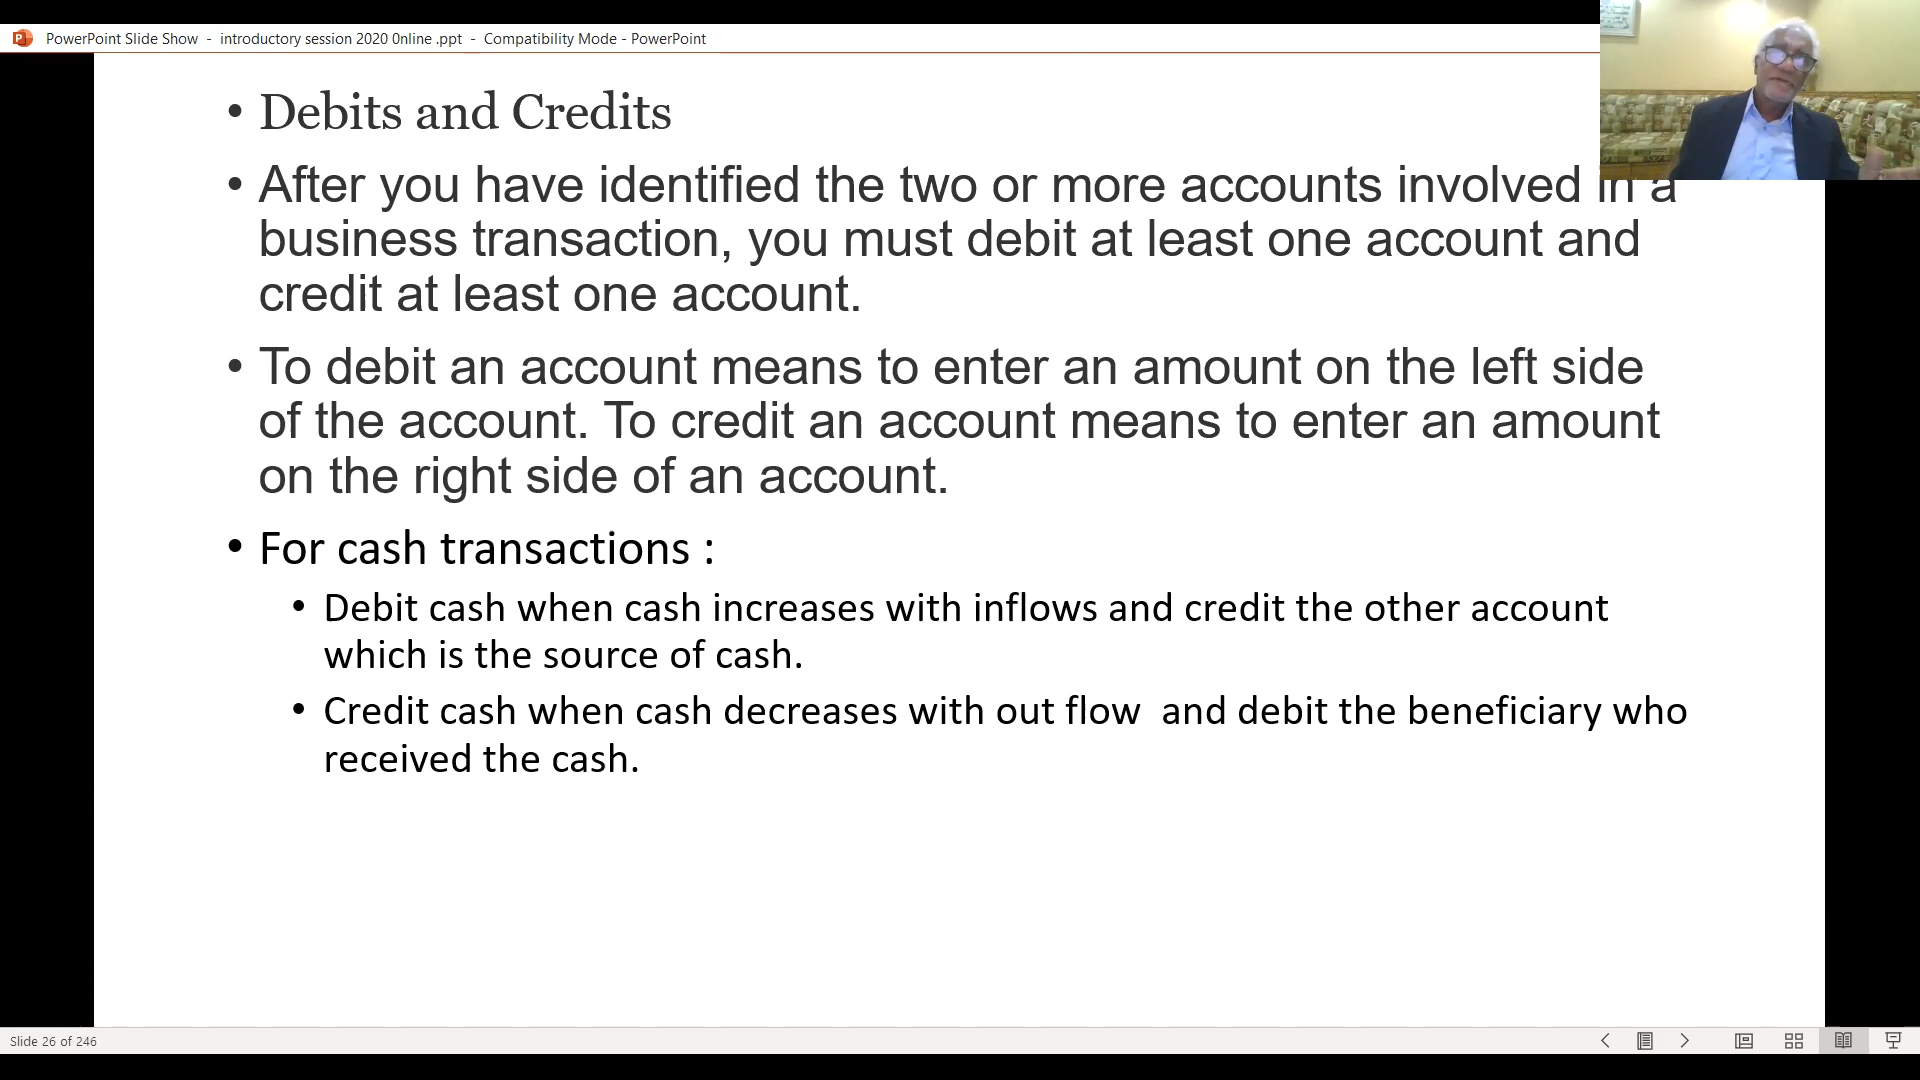 PowerPoint Slide Show - introductory session 2020 0nline .ppt - Compatibility Mode - PowerPoint
• Debits and Credits
• After you have identified the two or more accounts involved in a
business transaction, you must debit at least one account and
credit at least one account.
• To debit an account means to enter an amount on the left side
of the account. To credit an account means to enter an amount
on the right side of an account.
• For cash transactions :
• Debit cash when cash increases with inflows and credit the other account
which is the source of cash.
• Credit cash when cash decreases with out flow and debit the beneficiary who
received the cash.
Slide 26 of 246